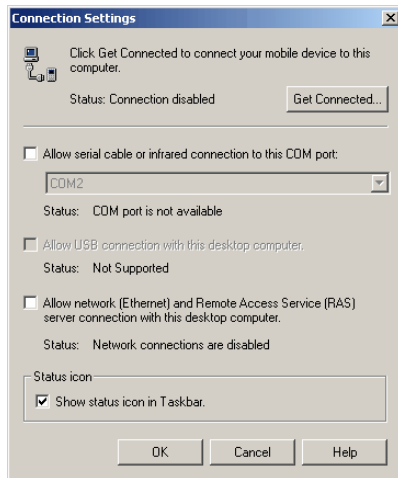 Connection Settings
Click Get Connected to connect your mobile device to this
computer.
Status: Connection disabled
Get Connected...
Allow serial cable or infrared connection to this COM port:
COM2
Status: COM port is not available
Allow USB connection with this desktop computer.
Status: Not Supported
Allow network (Ethernet) and Remote Access Service (RAS)
server connection with this desktop computer.
Status: Network connections are disabled
Status icon
Show status icon in Taskbar.
OK Cancel Help